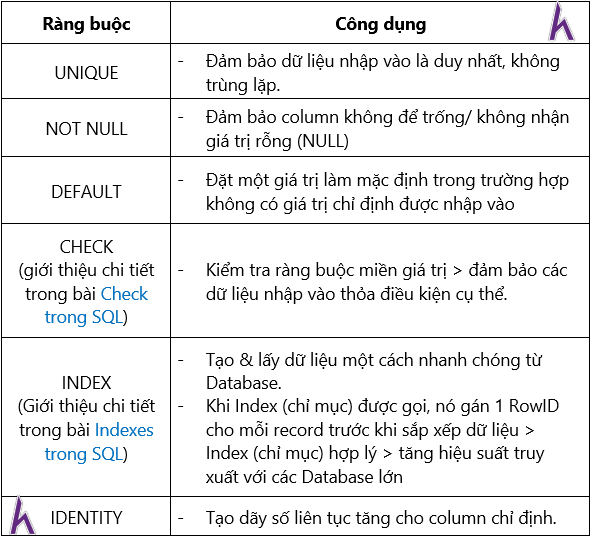 Ràng buộc
Công dụng
UNIQUE
- Đảm bảo dữ liệu nhập vào là duy nhất, không
trùng lặp.
NOT NULL
- Đảm bảo column không để trống/ không nhận
giá trị rỗng (NULL)
DEFAULT
- Đặt một giá trị làm mặc định trong trường hợp
không có giá trị chỉ định được nhập vào
CHECK
(giới thiệu chi tiết
trong bài Check
trong SQL)
- Kiểm tra ràng buộc miền giá trị > đảm bảo các
dữ liệu nhập vào thỏa điều kiện cụ thể.
INDEX
(Giới thiệu chi tiết
trong bài Indexes
trong SQL)
- Tạo & lấy dữ liệu một cách nhanh chóng từ
Database.
- Khi Index (chỉ mục) được gọi, nó gán 1 RowID
cho mỗi record trước khi sắp xếp dữ liệu >
Index (chỉ mục) hợp lý > tăng hiệu suất truy
xuất với các Database lớn
IDENTITY
- Tạo dãy số liên tục tăng cho column chỉ định.